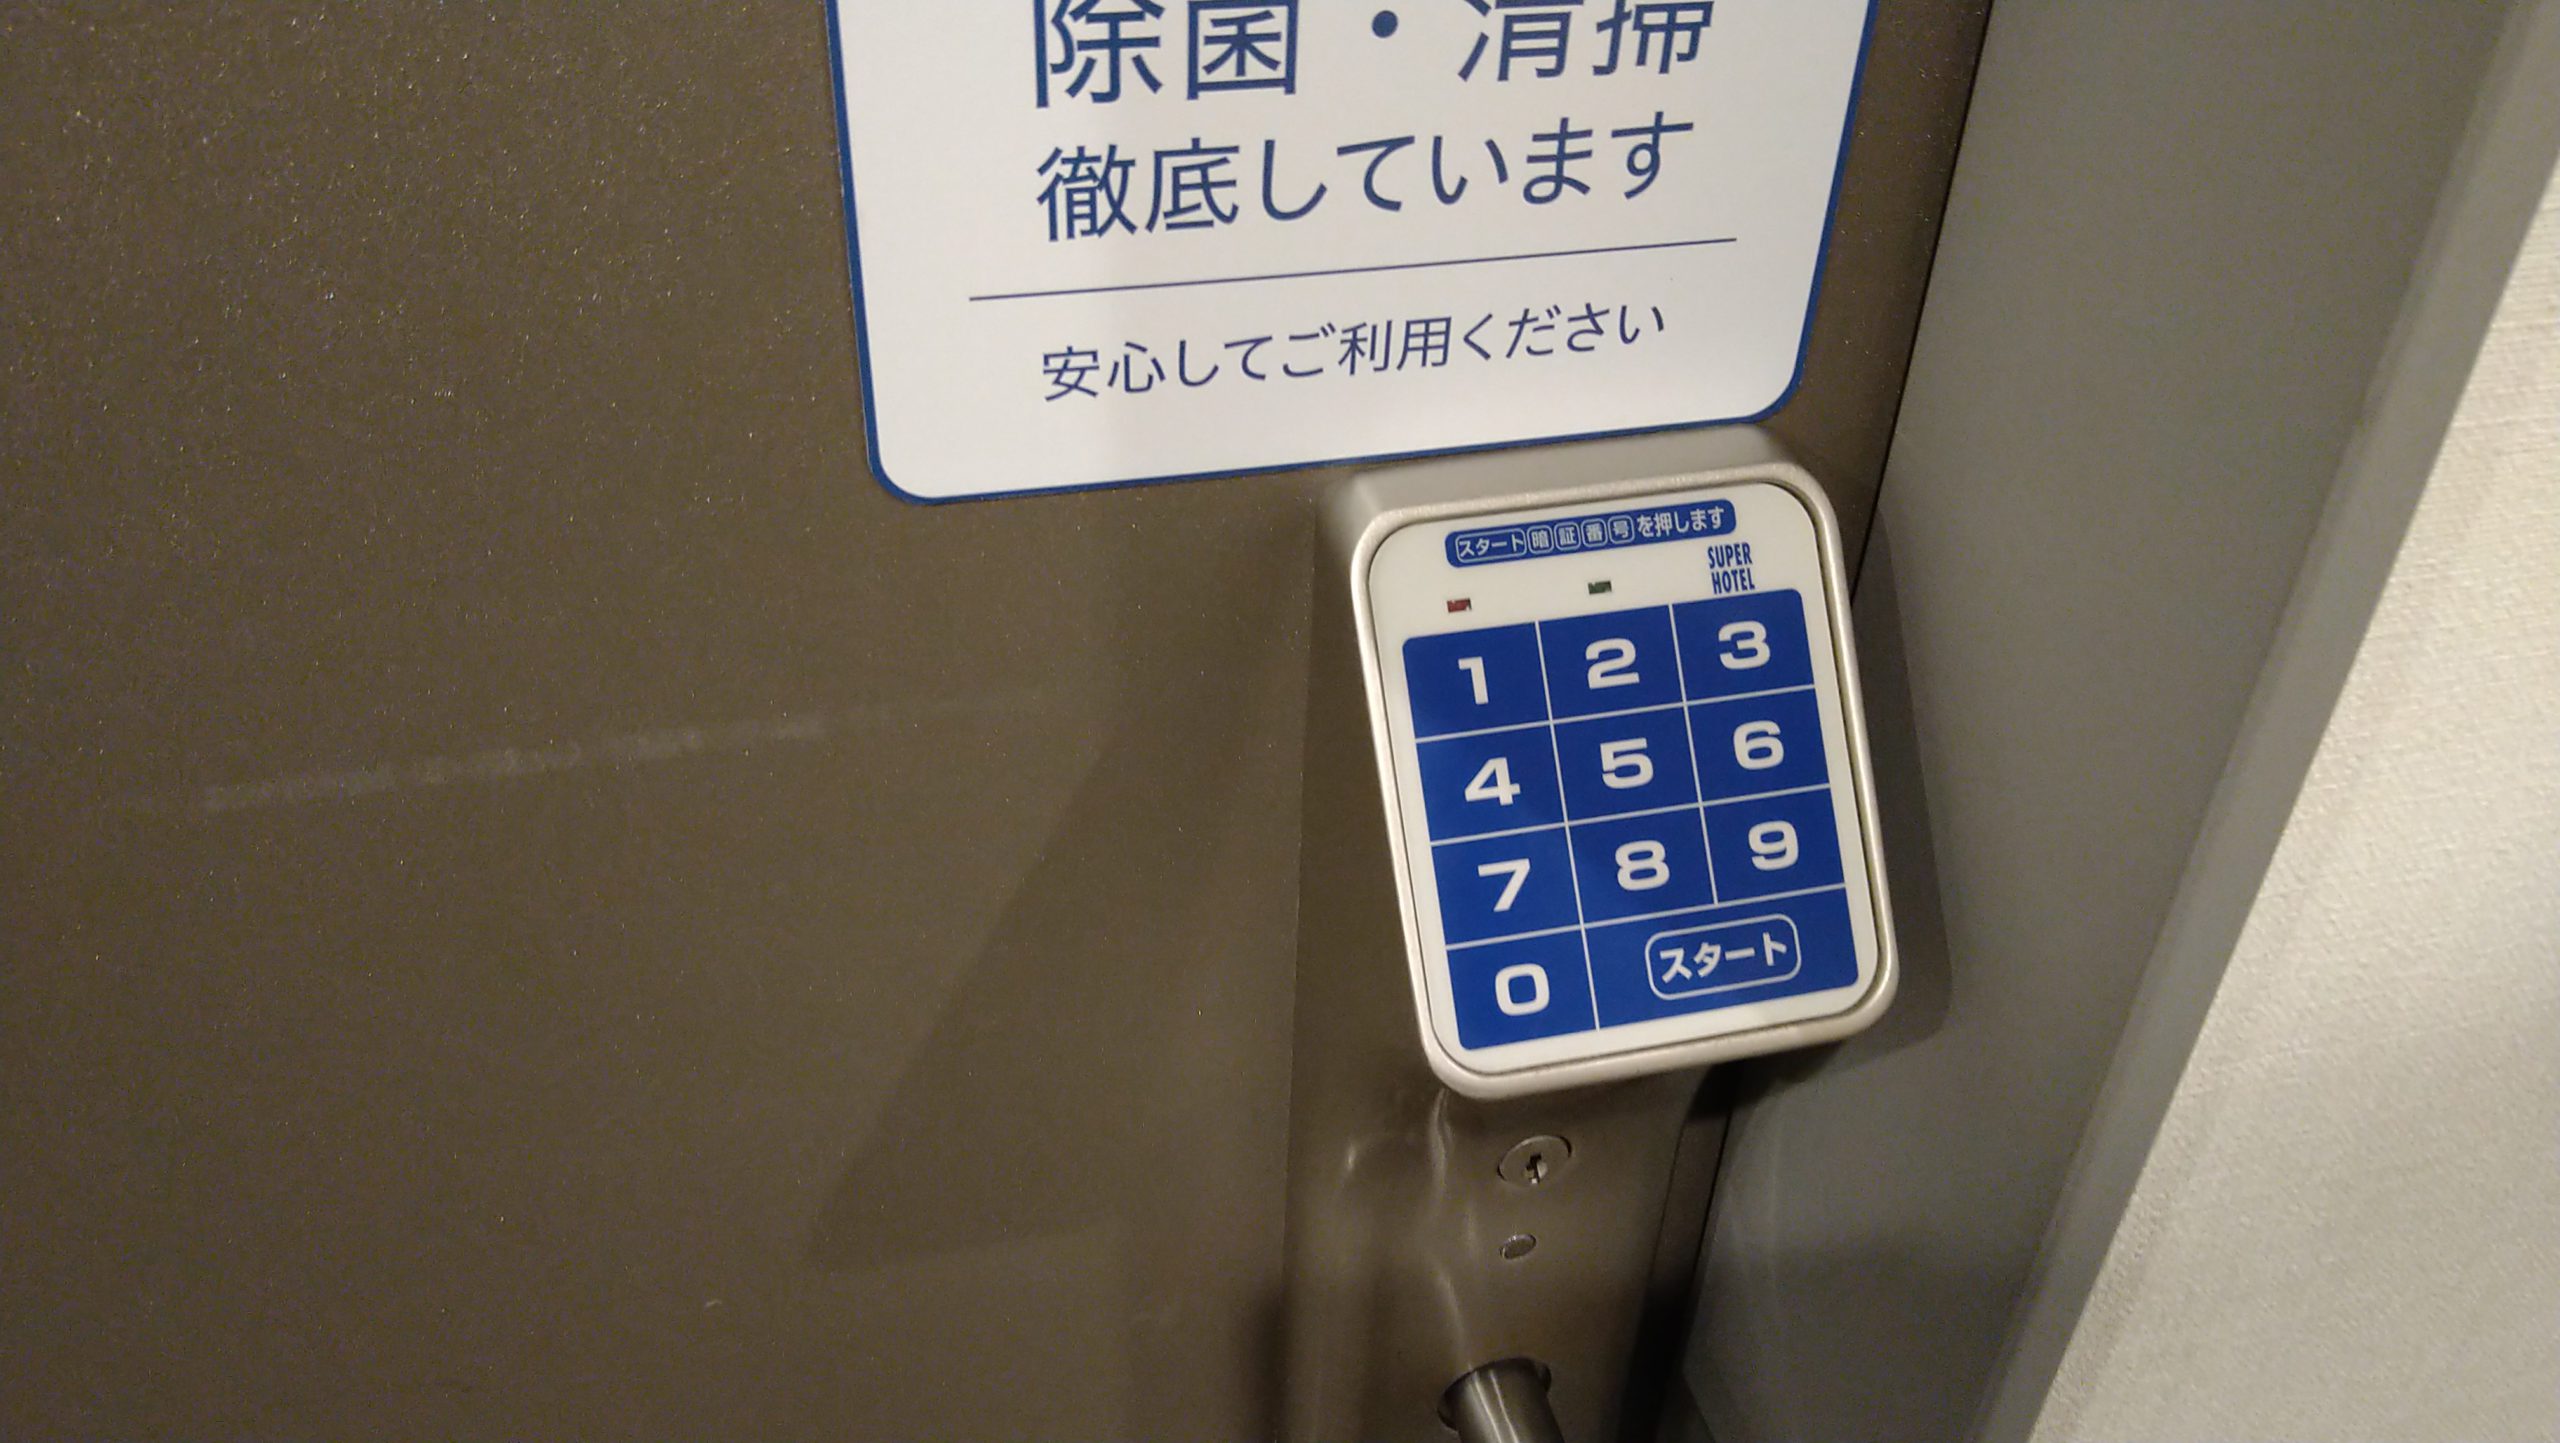 除菌・清掃
徹底しています
安心してご利用ください
スタート暗証番号を押します
SUPER
HOTEL
1 2 3
4 5 6
7 8 9
0 スタート